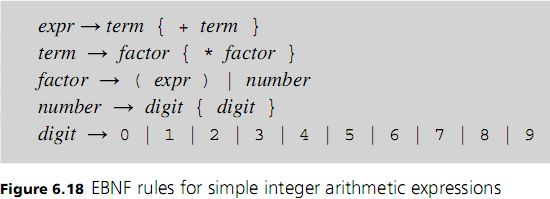 expr → term { + term }
term → factor { * factor }
factor → ( expr ) | number
number → digit { digit }
digit → 0 | 1 | 2 | 3 | 4 | 5 | 6 | 7 | 8 | 9
Figure 6.18 EBNF rules for simple integer arithmetic expressions